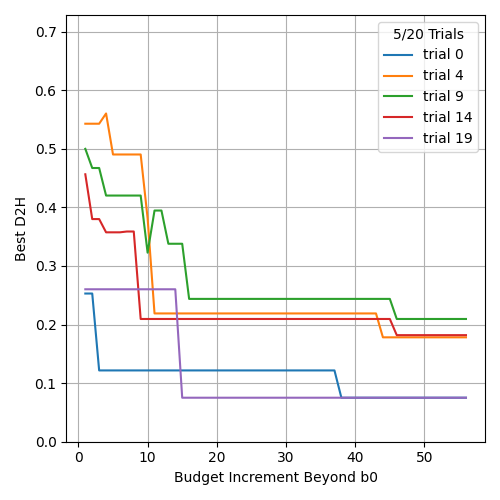 5/20 Trials
trial 0
trial 4
trial 9
trial 14
trial 19
0.7
0.6
0.5
0.4
0.3
0.2
0.1
0.0
Best D2H
0 10 20 30 40 50
Budget Increment Beyond b0